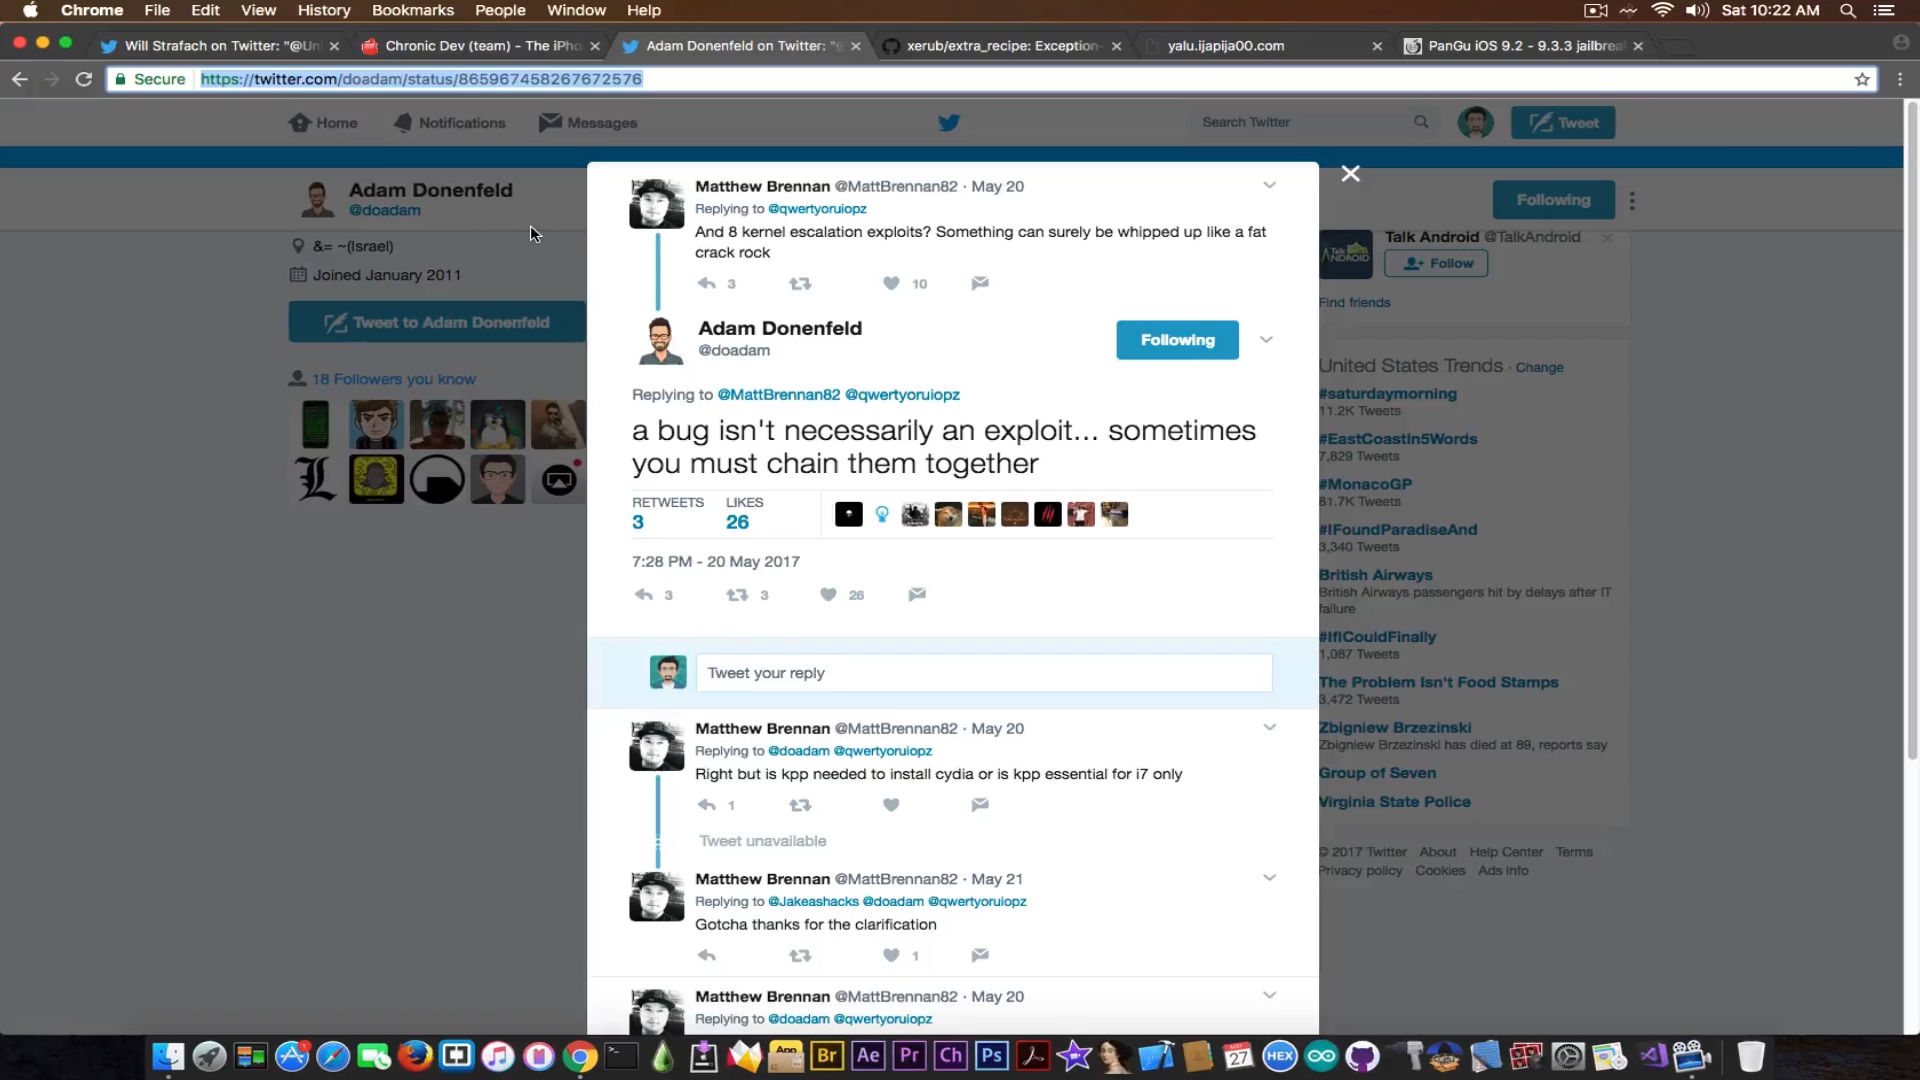 Chrome File Edit View History Bookmarks People Window Help Sat 10:22 AM
Will Strafach on Twitter: "@Un
Chronic Dev (team) - The iPho
Adam Donenfeld on Twitter: "
xerub/extra_recipe: Exception-
yalu.ijapija00.com
PanGu iOS 9.2 - 9.3.3 jailbrea
Secure https://twitter.com/doadam/status/865967458267672576
Home Notifications Messages Search Twitter Tweet
Adam Donenfeld
@doadam
Following
&= ~(Israel)
Joined January 2011
Tweet to Adam Donenfeld
18 Followers you know
Matthew Brennan @MattBrennan82 · May 20
Replying to @qwertyoruiopz
And 8 kernel escalation exploits? Something can surely be whipped up like a fat
crack rock
3 10
Adam Donenfeld
@doadam
Following
Replying to @MattBrennan82 @qwertyoruiopz
a bug isn't necessarily an exploit... sometimes
you must chain them together
RETWEETS LIKES
3 26
7:28 PM - 20 May 2017
3 3 26
Tweet your reply
Matthew Brennan @MattBrennan82 · May 20
Replying to @doadam @qwertyoruiopz
Right but is kpp needed to install cydia or is kpp essential for i7 only
1
Tweet unavailable
Matthew Brennan @MattBrennan82 · May 21
Replying to @Jakeashacks @doadam @qwertyoruiopz
Gotcha thanks for the clarification
1
Matthew Brennan @MattBrennan82 · May 20
Replying to @doadam @qwertyoruiopz
Talk Android @TalkAndroid
Follow
Find friends
United States Trends · Change
#saturdaymorning
11.2K Tweets
#EastCoastIn5Words
7,829 Tweets
#MonacoGP
61.7K Tweets
#IFoundParadiseAnd
3,340 Tweets
British Airways
British Airways passengers hit by delays after IT
failure
#IfICouldFinally
1,087 Tweets
The Problem Isn't Food Stamps
3,472 Tweets
Zbigniew Brzezinski
Zbigniew Brzezinski has died at 89, reports say
Group of Seven
Virginia State Police
© 2017 Twitter About Help Center Terms
Privacy policy Cookies Ads info
App Br Ae Pr Ch Ps 27 HEX